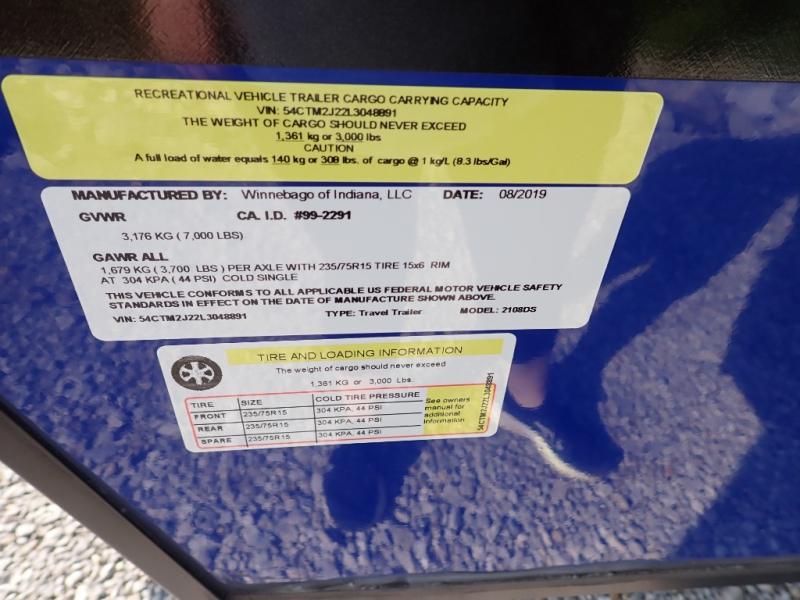 RECREATIONAL VEHICLE TRAILER CARGO CARRYING CAPACITY
VIN: 54CTM2J22L3048891
THE WEIGHT OF CARGO SHOULD NEVER EXCEED
1,361 kg or 3,000 lbs
CAUTION
A full load of water equals 140 kg or 308 lbs. of cargo @ 1 kg/L (8.3 lbs/Gal)
MANUFACTURED BY: Winnebago of Indiana, LLC DATE: 08/2019
GVWR CA. I.D. #99-2291
3,176 KG ( 7,000 LBS)
GAWR ALL
1,679 KG ( 3,700 LBS ) PER AXLE WITH 235/75R15 TIRE 15x6 RIM
AT 304 KPA ( 44 PSI) COLD SINGLE
THIS VEHICLE CONFORMS TO ALL APPLICABLE US FEDERAL MOTOR VEHICLE SAFETY
STANDARDS IN EFFECT ON THE DATE OF MANUFACTURE SHOWN ABOVE.
VIN: 54CTM2J22L3048891 TYPE: Travel Trailer MODEL: 2108DS
TIRE AND LOADING INFORMATION
The weight of cargo should never exceed
1,361 KG or 3,000 Lbs.
TIRE SIZE COLD TIRE PRESSURE
FRONT 235/75R15 304 KPA, 44 PSI
REAR 235/75R15 304 KPA, 44 PSI
SPARE 235/75R15 304 KPA, 44 PSI
See owners
manual for
additional
information
54CTM2J22L3048891